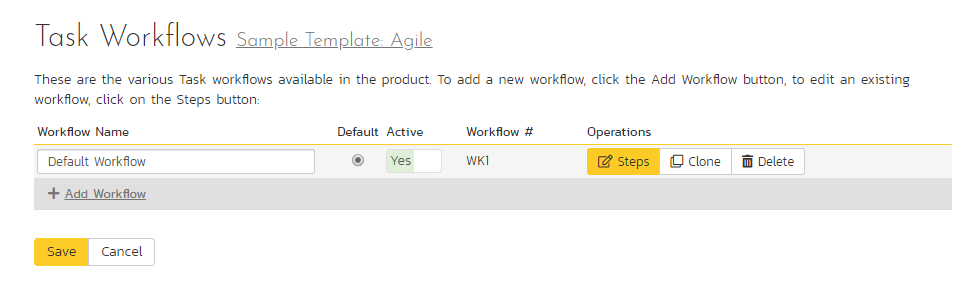 Task Workflows Sample Template: Agile
These are the various Task workflows available in the product. To add a new workflow, click the Add Workflow button, to edit an existing
workflow, click on the Steps button:
Workflow Name Default Active Workflow # Operations
Default Workflow Yes WK1 Steps Clone Delete
Add Workflow
Save Cancel